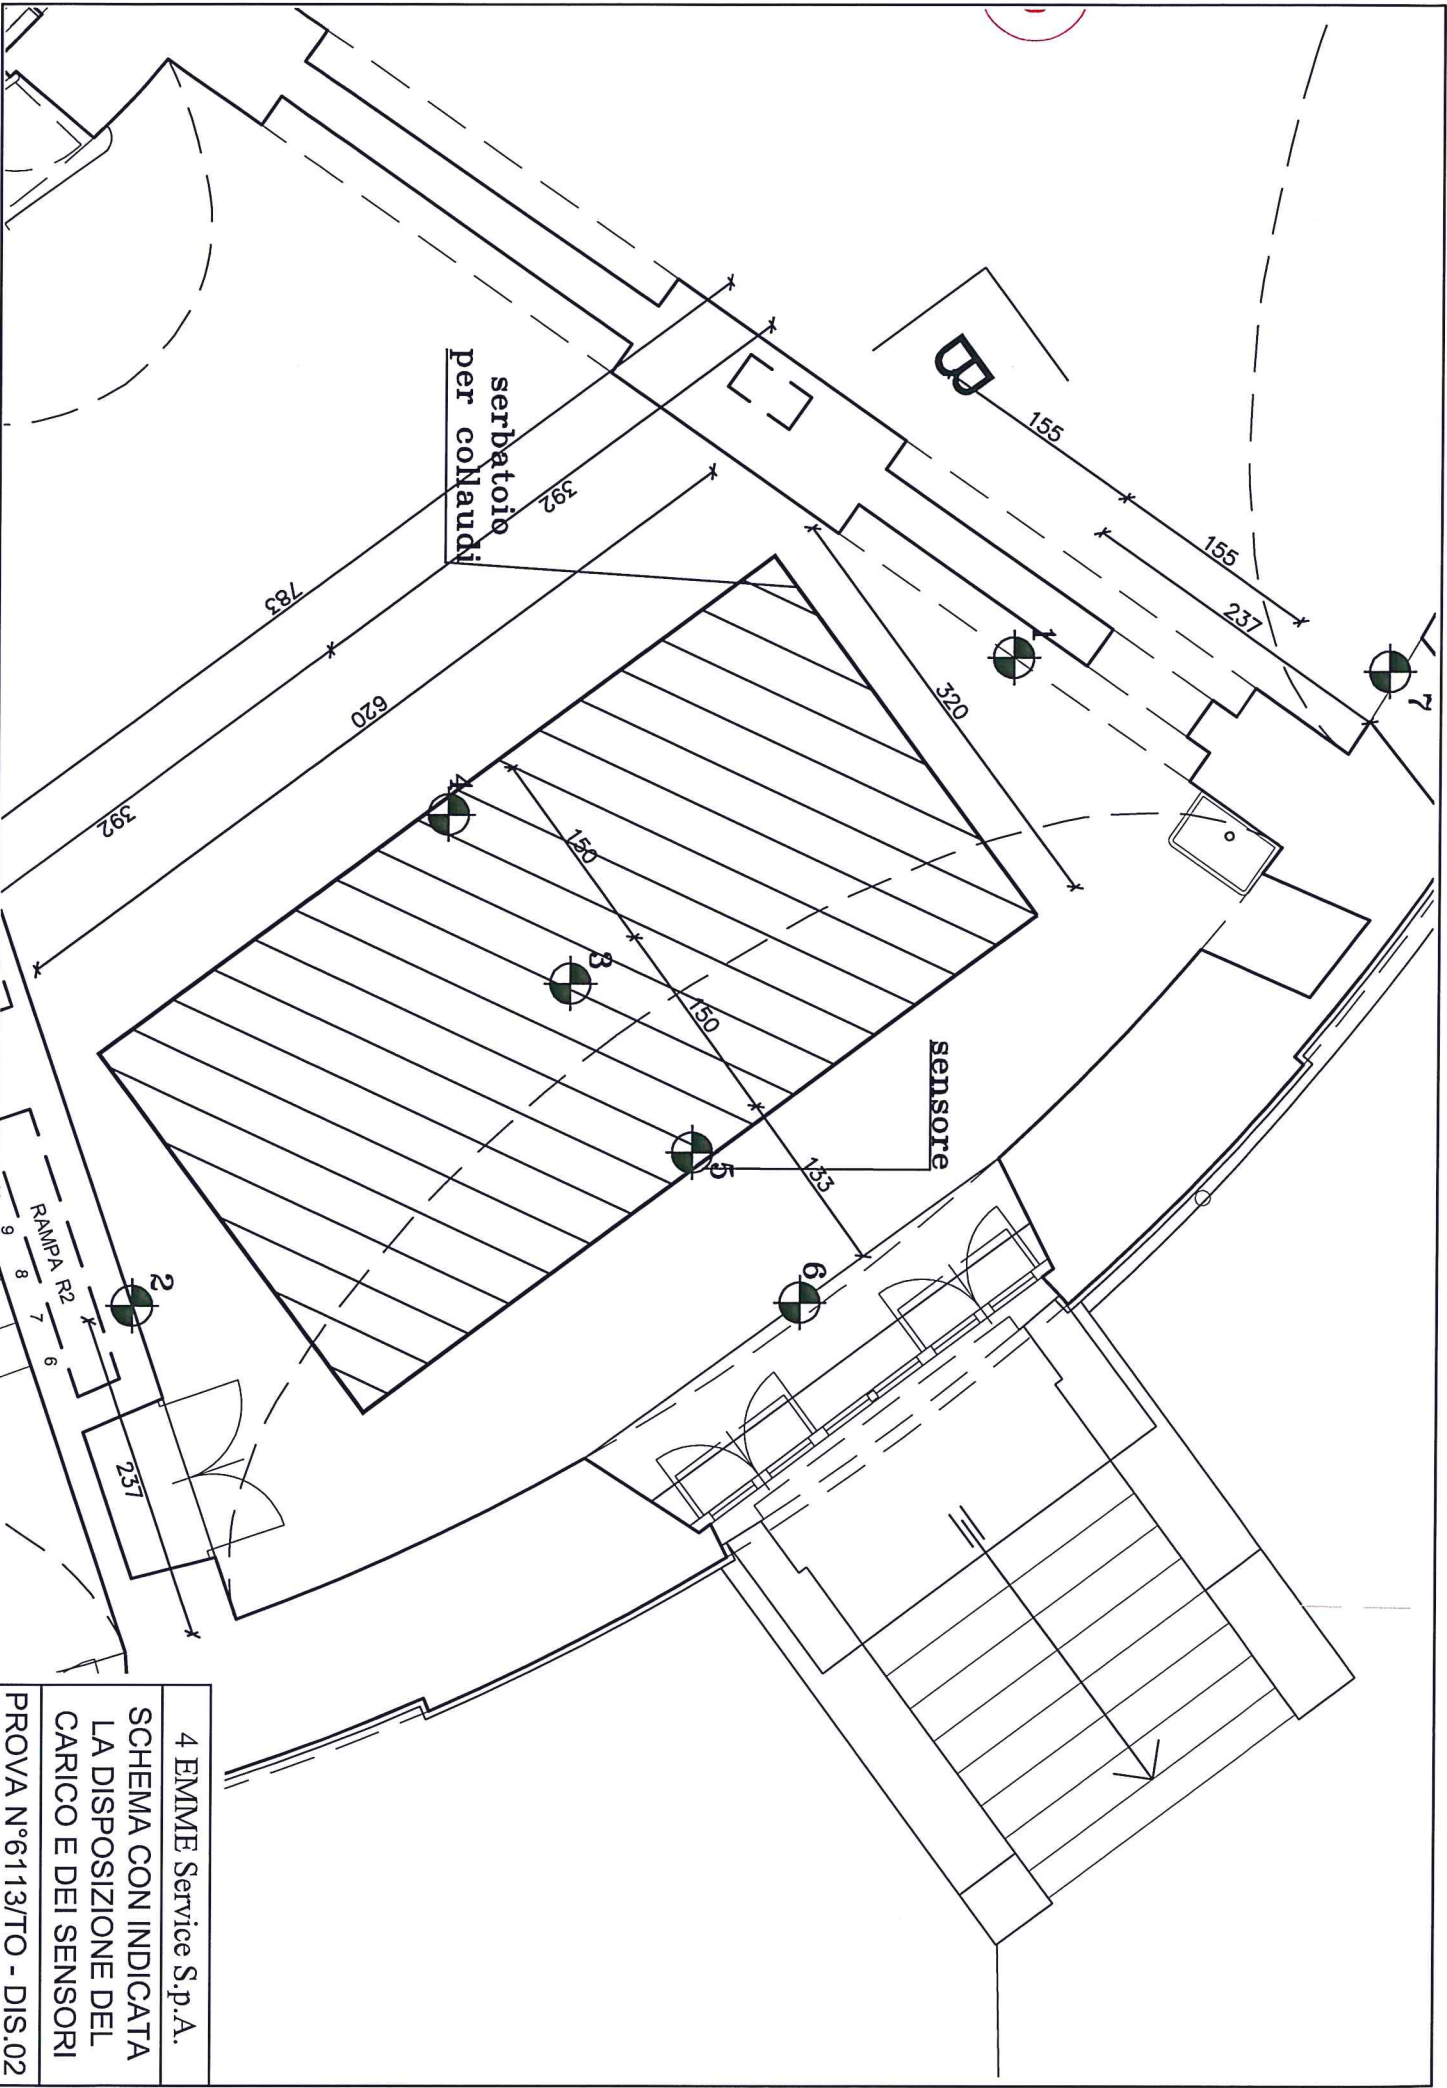 B
155
155
237
7
1
320
serbatoio
per collaudi
392
783
620
392
4
150
3
150
sensore
5
133
6
2
RAMPA R2
9
8
7
6
237
4 EMME Service S.p.A.
SCHEMA CON INDICATA
LA DISPOSIZIONE DEL
CARICO E DEI SENSORI
PROVA N°6113/TO - DIS.02